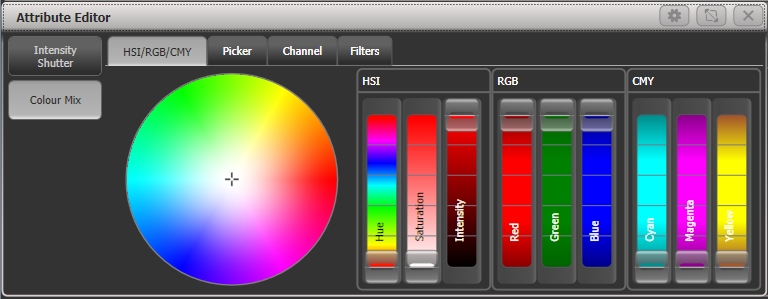 Attribute Editor
Intensity
Shutter
Colour Mix
HSI/RGB/CMY
Picker
Channel
Filters
HSI
RGB
CMY
Hue
Saturation
Intensity
Red
Green
Blue
Cyan
Magenta
Yellow